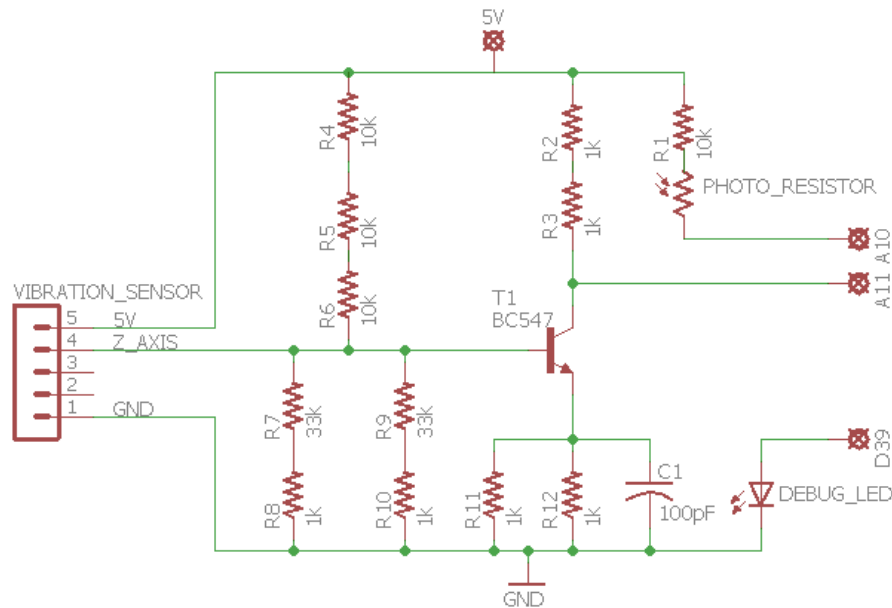 5V
R4
10k
R2
1k
R1
10k
PHOTO_RESISTOR
R5
10k
R3
1k
A10
A11
R6
10k
T1
BC547
VIBRATION_SENSOR
5
5V
4
Z_AXIS
3
2
1
GND
R7
33k
R9
33k
D39
R8
1k
R10
1k
R11
1k
R12
1k
C1
100pF
DEBUG_LED
GND